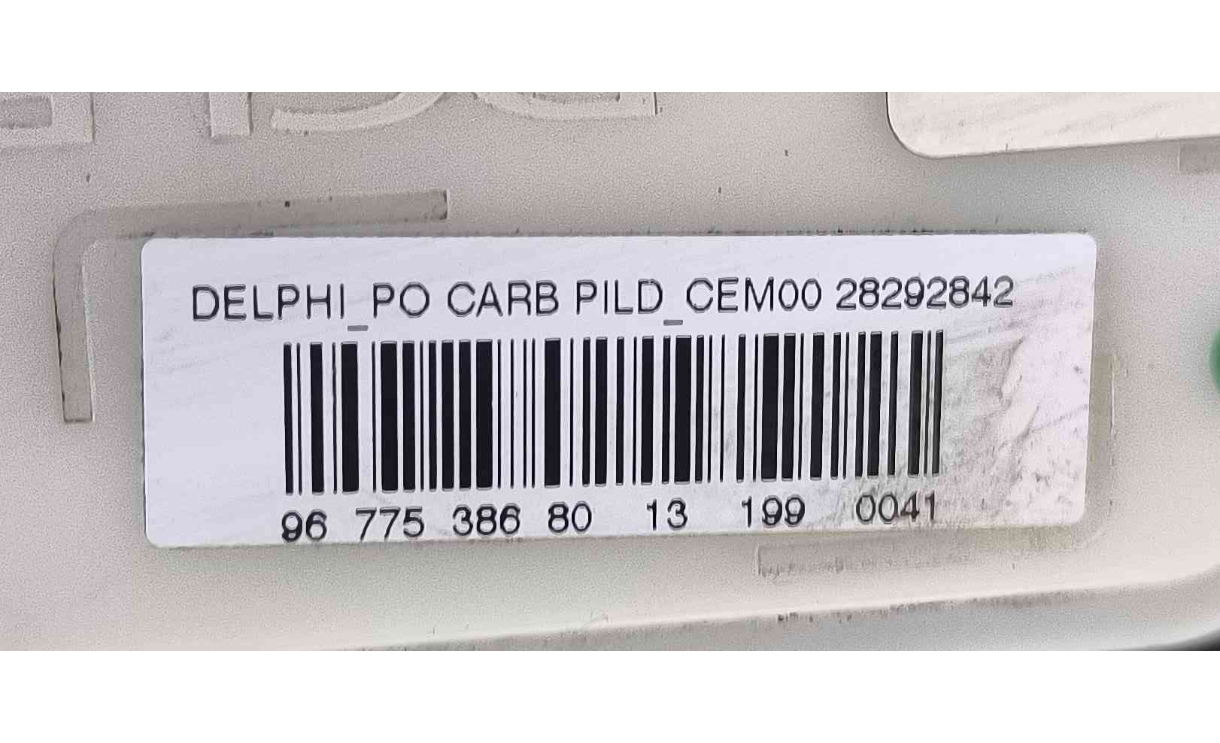 DELPHI_PO CARB PILD_CEM00 28292842
96 775 386 80 13 199 0041